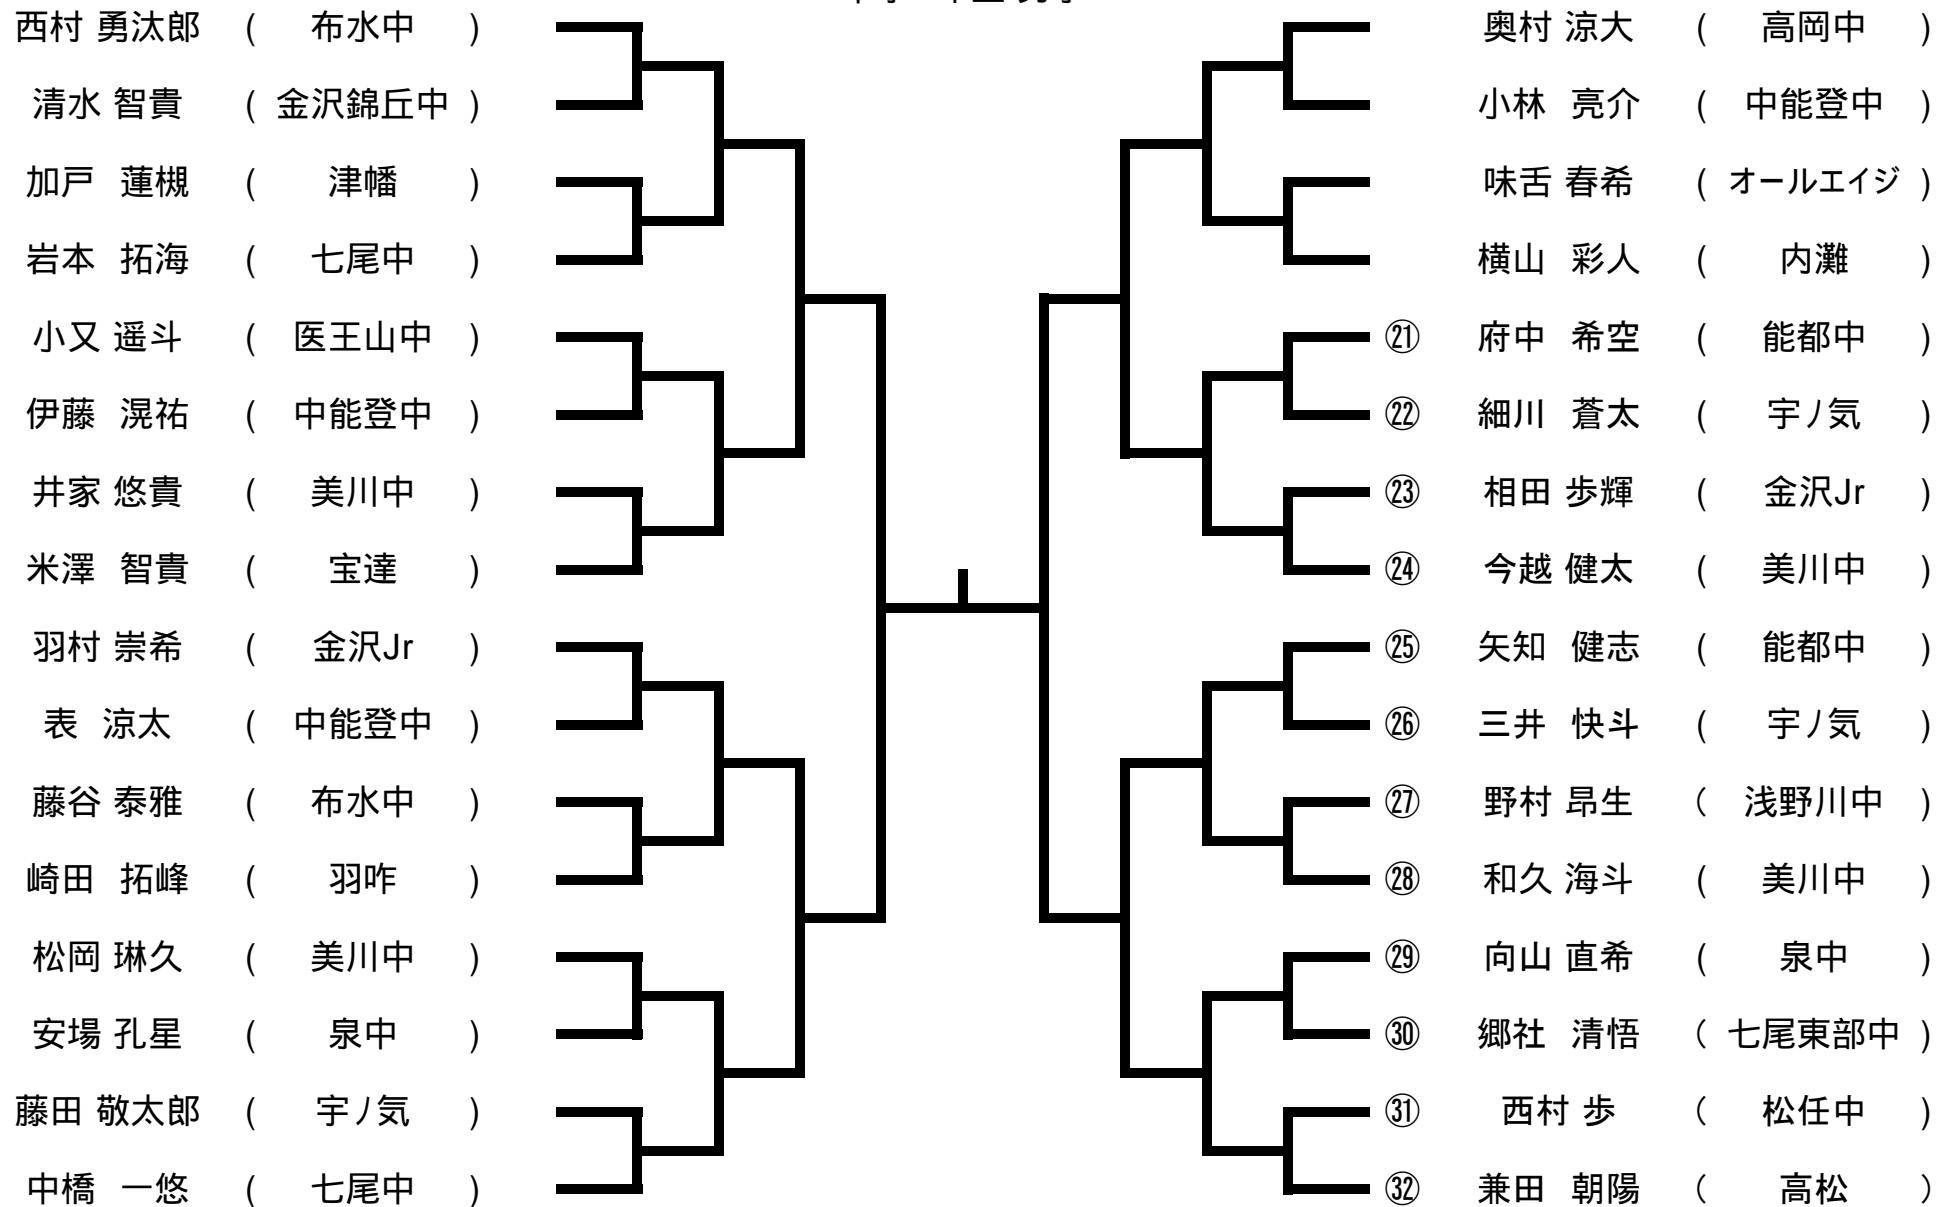 西村 勇汰郎 ( 布水中 )
清水 智貴 ( 金沢錦丘中 )
加戸 蓮槻 ( 津幡 )
岩本 拓海 ( 七尾中 )
小又 遥斗 ( 医王山中 )
伊藤 滉祐 ( 中能登中 )
井家 悠貴 ( 美川中 )
米澤 智貴 ( 宝達 )
羽村 崇希 ( 金沢Jr )
表 涼太 ( 中能登中 )
藤谷 泰雅 ( 布水中 )
崎田 拓峰 ( 羽咋 )
松岡 琳久 ( 美川中 )
安場 孔星 ( 泉中 )
藤田 敬太郎 ( 宇ノ気 )
中橋 一悠 ( 七尾中 )
奥村 涼大 ( 高岡中 )
小林 亮介 ( 中能登中 )
味舌 春希 ( オールエイジ )
横山 彩人 ( 内灘 )
㉑ 府中 希空 ( 能都中 )
㉒ 細川 蒼太 ( 宇ノ気 )
㉓ 相田 歩輝 ( 金沢Jr )
㉔ 今越 健太 ( 美川中 )
㉕ 矢知 健志 ( 能都中 )
㉖ 三井 快斗 ( 宇ノ気 )
㉗ 野村 昂生 ( 浅野川中 )
㉘ 和久 海斗 ( 美川中 )
㉙ 向山 直希 ( 泉中 )
㉚ 郷社 清悟 ( 七尾東部中 )
㉛ 西村 歩 ( 松任中 )
㉜ 兼田 朝陽 ( 高松 )